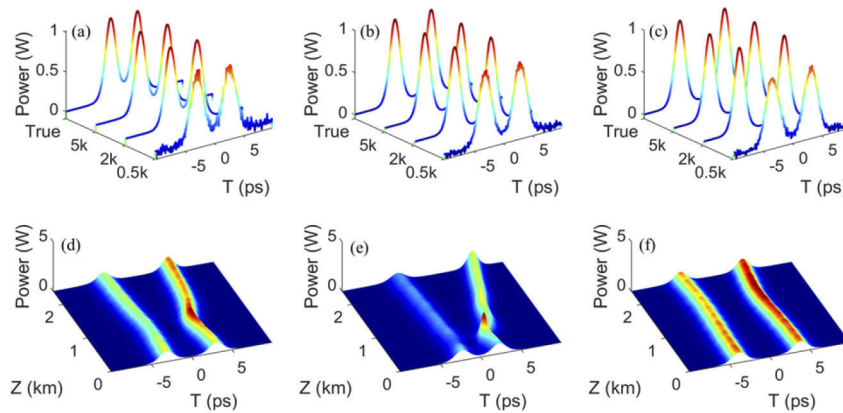 (a)
Power (W)
1
0.5
0
True
5k
2k
0.5k
-5
0
5
T (ps)
(b)
Power (W)
1
0.5
0
True
5k
2k
0.5k
-5
0
5
T (ps)
(c)
Power (W)
1
0.5
0
True
5k
2k
0.5k
-5
0
5
T (ps)
(d)
Power (W)
5
0
2
1
0
Z (km)
-5
0
5
T (ps)
(e)
Power (W)
5
0
2
1
0
Z (km)
-5
0
5
T (ps)
(f)
Power (W)
5
0
2
1
0
Z (km)
-5
0
5
T (ps)